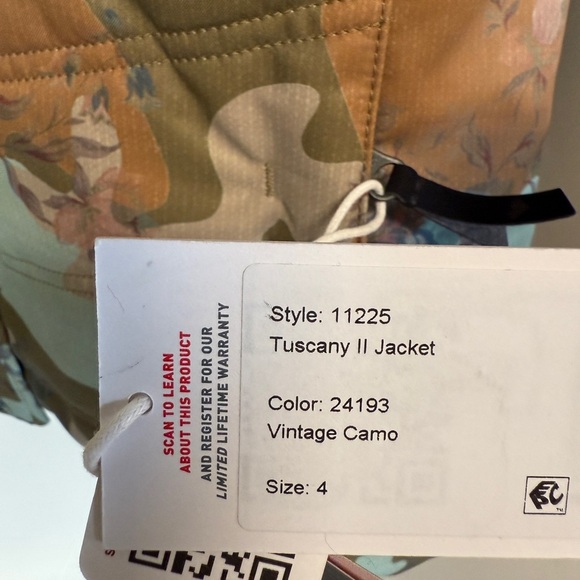 SCAN TO LEARN
ABOUT THIS PRODUCT
AND REGISTER FOR OUR
LIMITED LIFETIME WARRANTY
Style: 11225
Tuscany II Jacket
Color: 24193
Vintage Camo
Size: 4